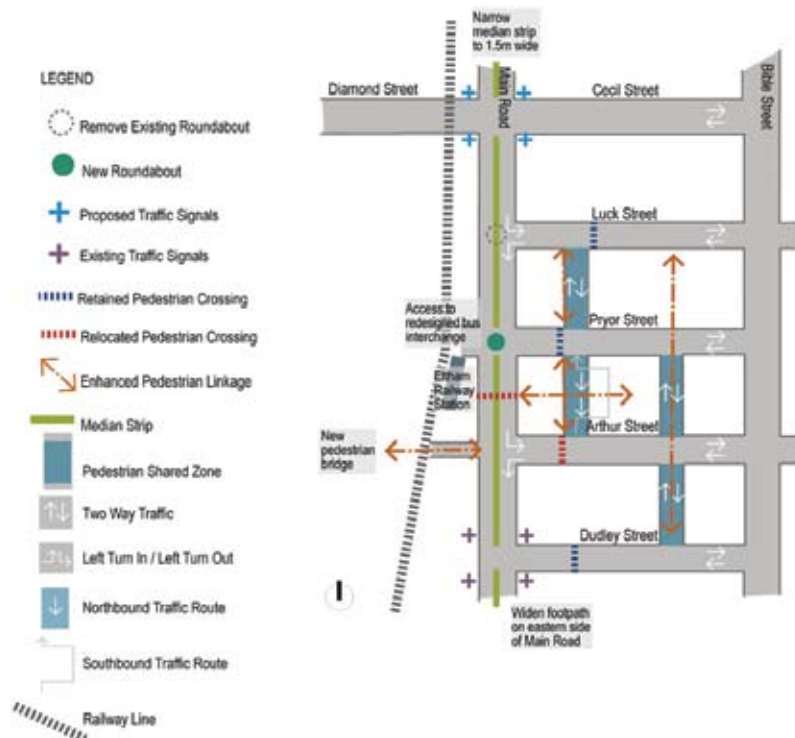 LEGEND
Remove Existing Roundabout
New Roundabout
Proposed Traffic Signals
Existing Traffic Signals
Retained Pedestrian Crossing
Relocated Pedestrian Crossing
Enhanced Pedestrian Linkage
Median Strip
Pedestrian Shared Zone
Two Way Traffic
Left Turn In / Left Turn Out
Northbound Traffic Route
Southbound Traffic Route
Railway Line
Narrow
median strip
to 1.5m wide
Diamond Street
Main Road
Cecil Street
Bible Street
Luck Street
Access to
redesigned bus
interchange
Pryor Street
Eltham
Railway
Station
Arthur Street
New
pedestrian
bridge
Dudley Street
Widen footpath
on eastern side
of Main Road